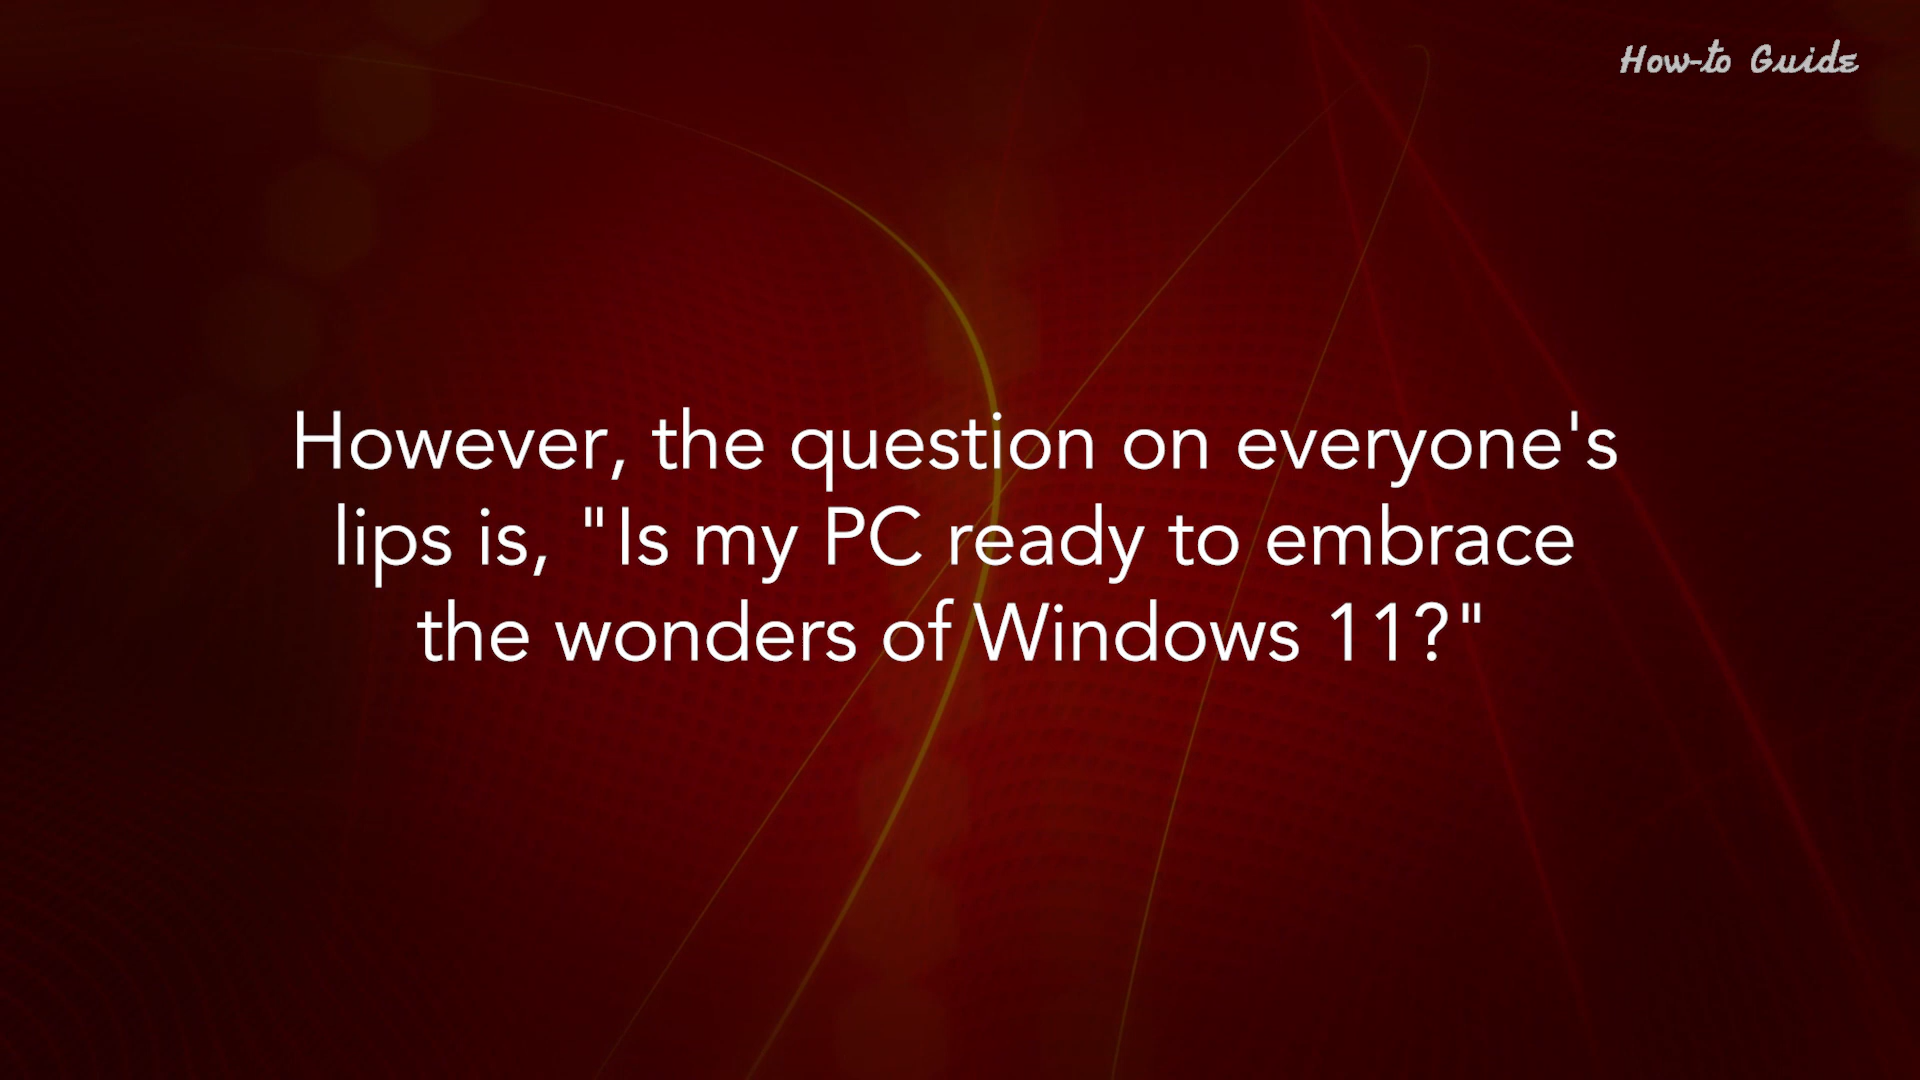 How-to Guide
However, the question on everyone's
lips is, "Is my PC ready to embrace
the wonders of Windows 11?"